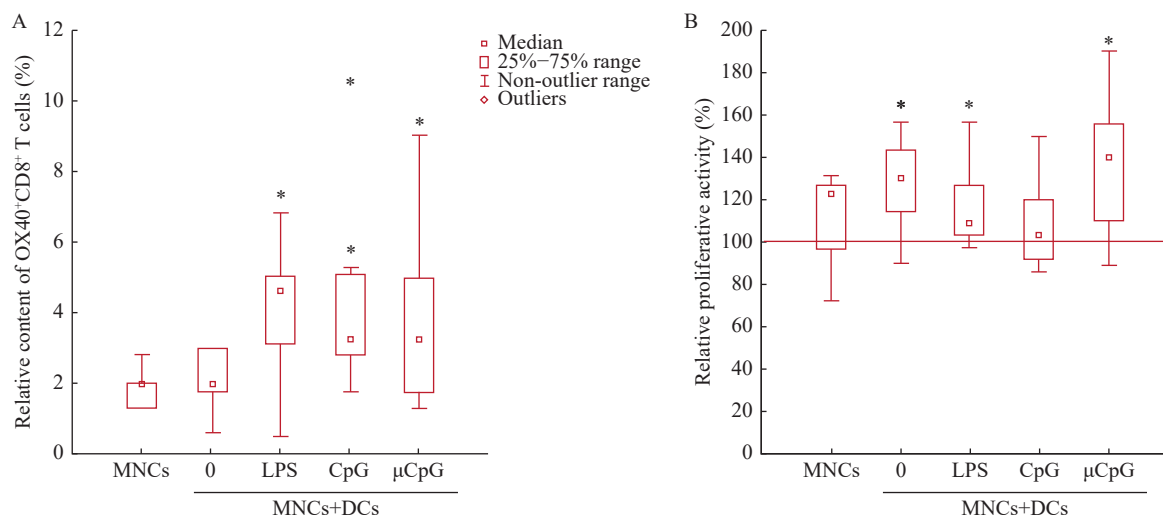 A
Relative content of OX40⁺CD8⁺ T cells (%)
12
10
8
6
4
2
0
*
*
*
*
Median
25%−75% range
Non-outlier range
Outliers
MNCs 0 LPS CpG μCpG
MNCs+DCs
B
Relative proliferative activity (%)
200
180
160
140
120
100
80
60
40
20
0
*
*
*
MNCs 0 LPS CpG μCpG
MNCs+DCs